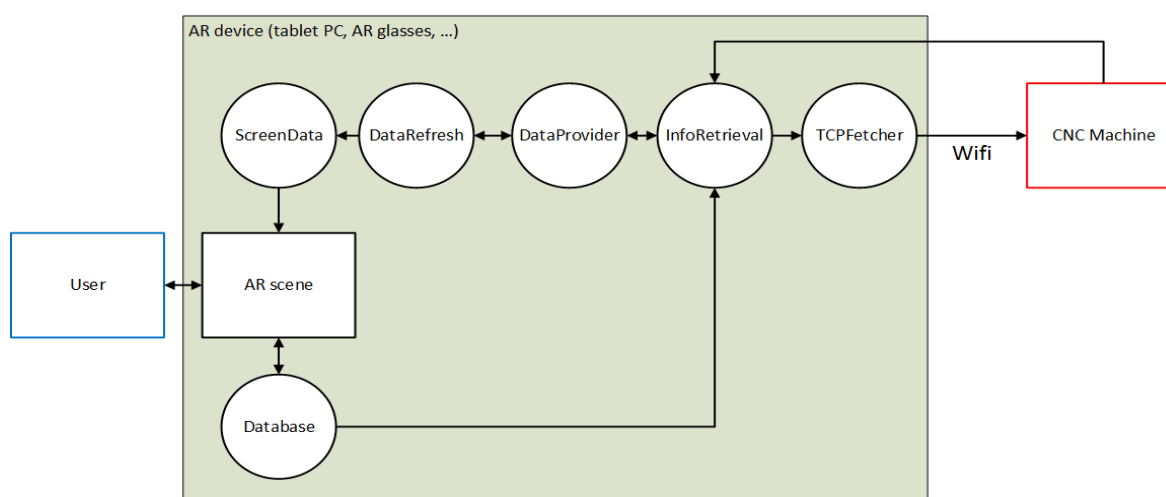 AR device (tablet PC, AR glasses, ...)
ScreenData
DataRefresh
DataProvider
InfoRetrieval
TCPFetcher
Wifi
CNC Machine
User
AR scene
Database